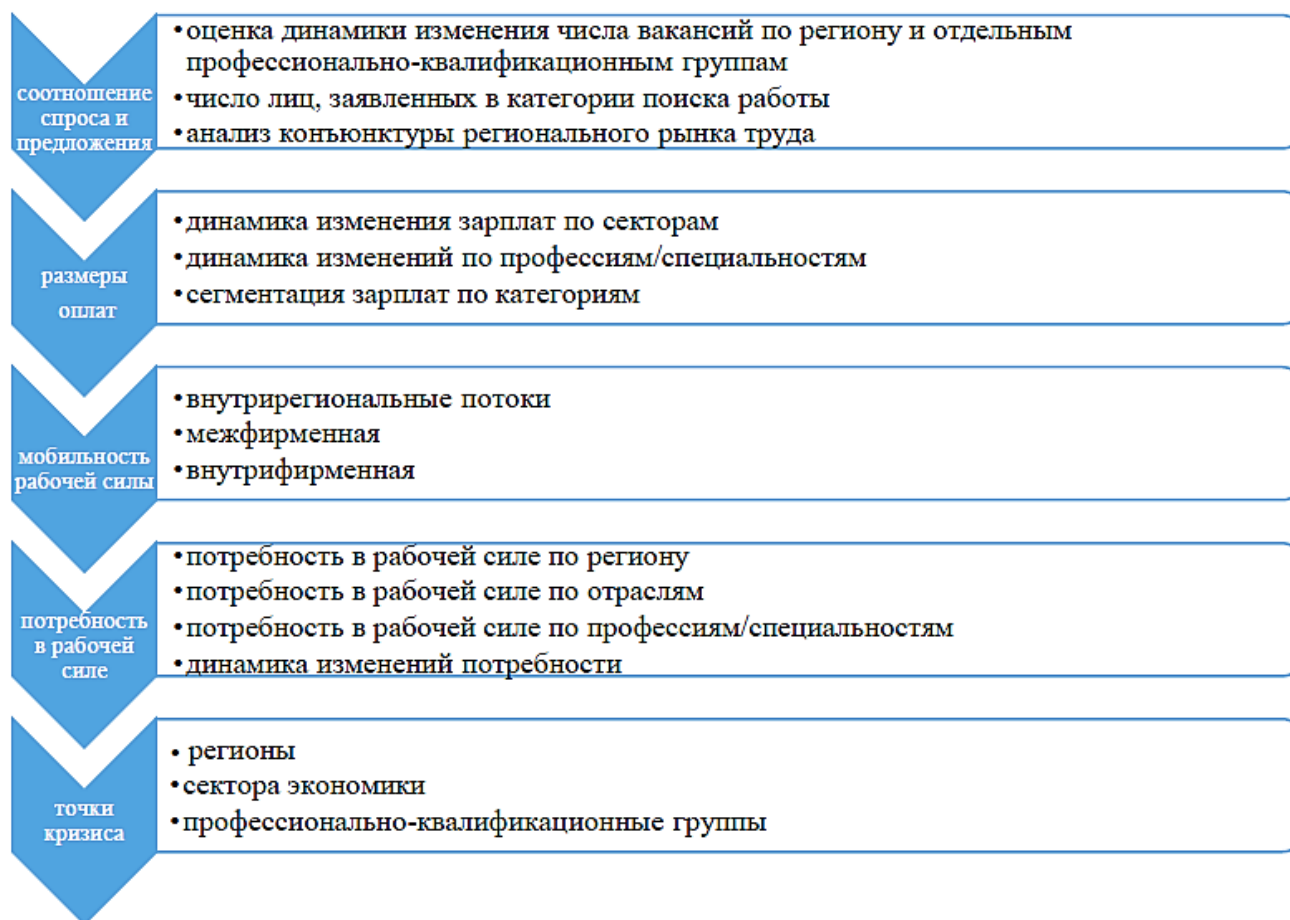 соотношение
спроса и
предложения
•оценка динамики изменения числа вакансий по региону и отдельным
профессионально-квалификационным группам
•число лиц, заявленных в категории поиска работы
•анализ конъюнктуры регионального рынка труда
размеры
оплат
•динамика изменения зарплат по секторам
•динамика изменений по профессиям/специальностям
•сегментация зарплат по категориям
мобильность
рабочей силы
•внутрирегиональные потоки
•межфирменная
•внутрифирменная
потребность
в рабочей
силе
•потребность в рабочей силе по региону
•потребность в рабочей силе по отраслям
•потребность в рабочей силе по профессиям/специальностям
•динамика изменений потребности
точки
кризиса
• регионы
•сектора экономики
•профессионально-квалификационные группы